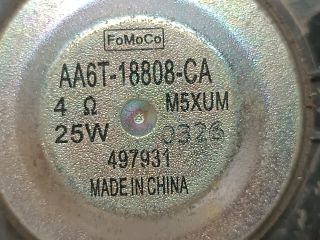 FoMoCo
AA6T-18808-CA
4 Ω M5XUM
25W 0326
497931
MADE IN CHINA